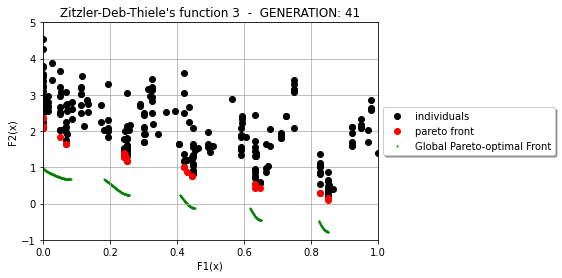 Zitzler-Deb-Thiele's function 3  -  GENERATION: 41
5
4
3
2
1
0
−1
F2(x)
0.0 0.2 0.4 0.6 0.8 1.0
F1(x)
individuals
pareto front
Global Pareto-optimal Front